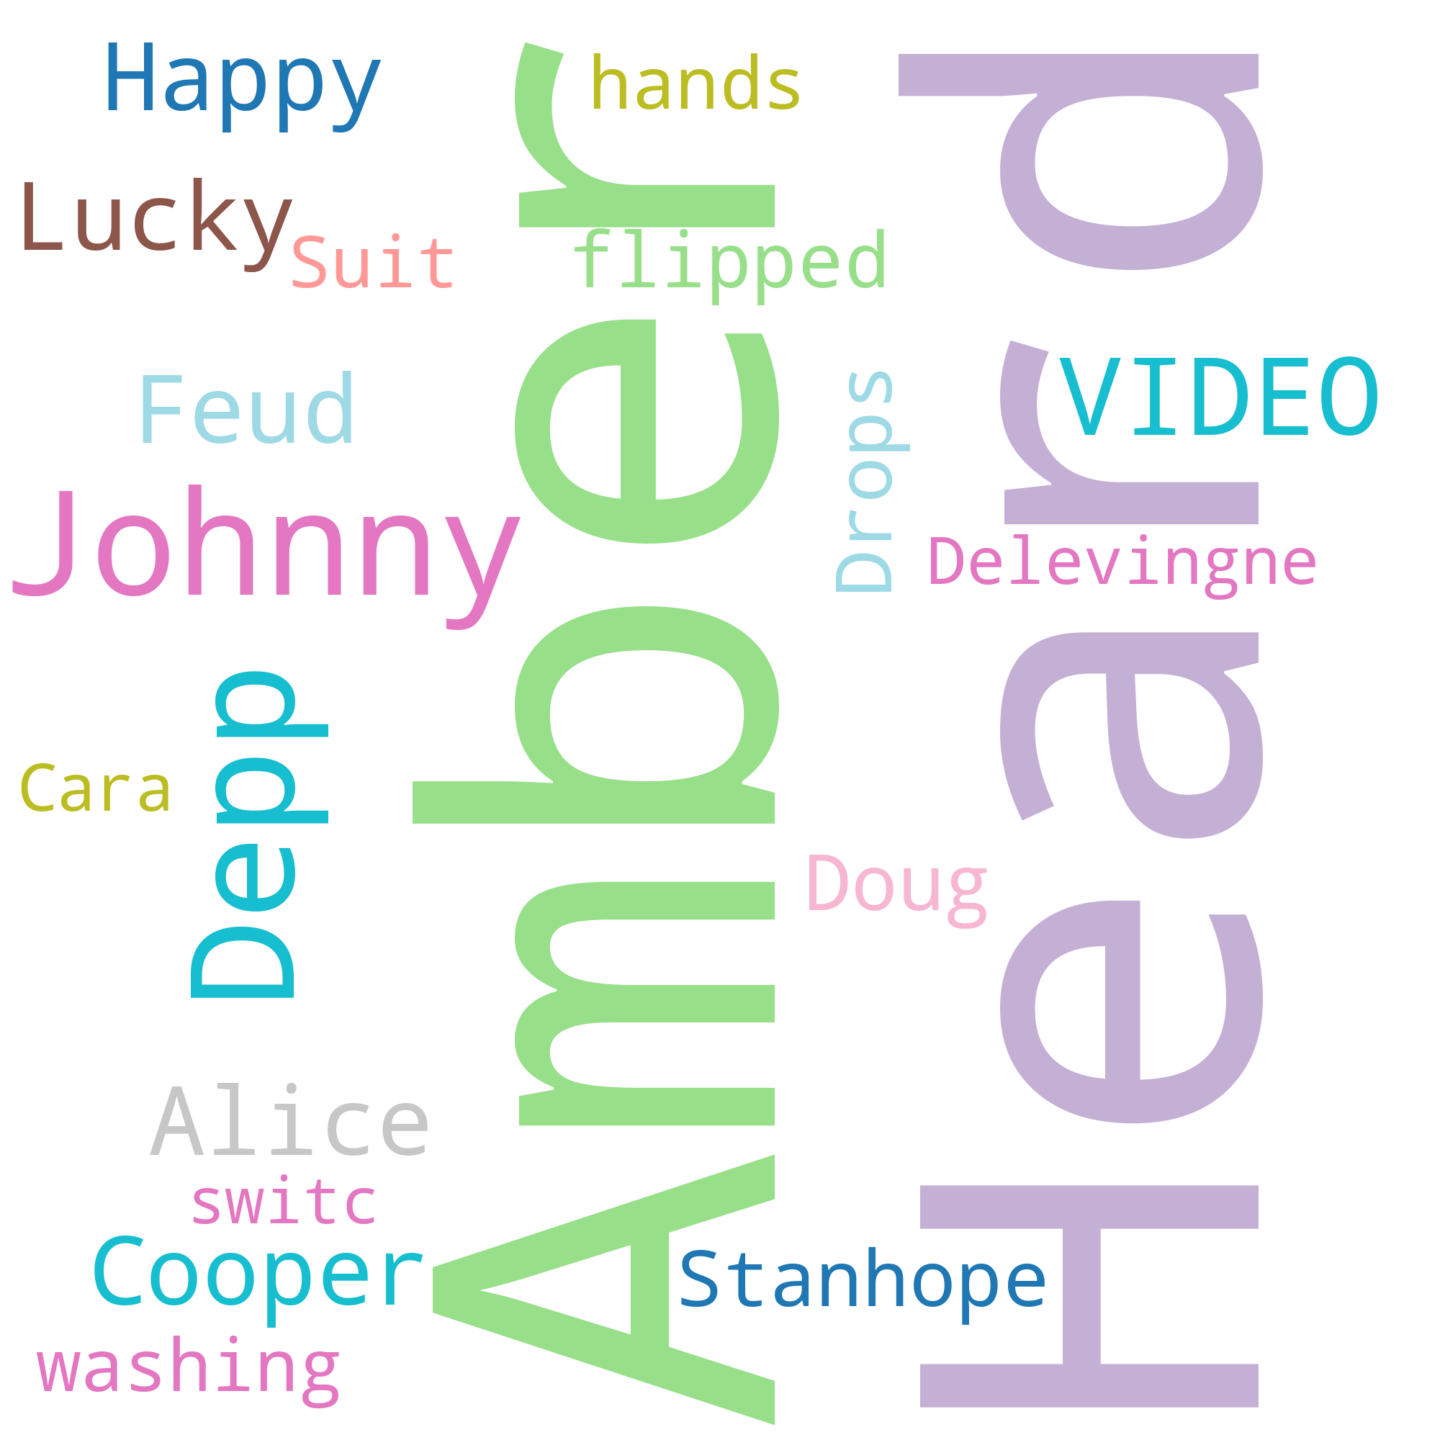 Happy
hands
Lucky
Suit
flipped
Feud
VIDEO
Drops
Johnny
Delevingne
Depp
Cara
Amber
Heard
Doug
Alice
switc
Cooper
Stanhope
washing